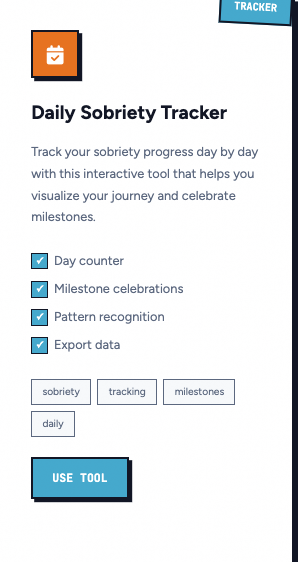 TRACKER
Daily Sobriety Tracker
Track your sobriety progress day by day
with this interactive tool that helps you
visualize your journey and celebrate
milestones.
Day counter
Milestone celebrations
Pattern recognition
Export data
sobriety tracking milestones
daily
USE TOOL